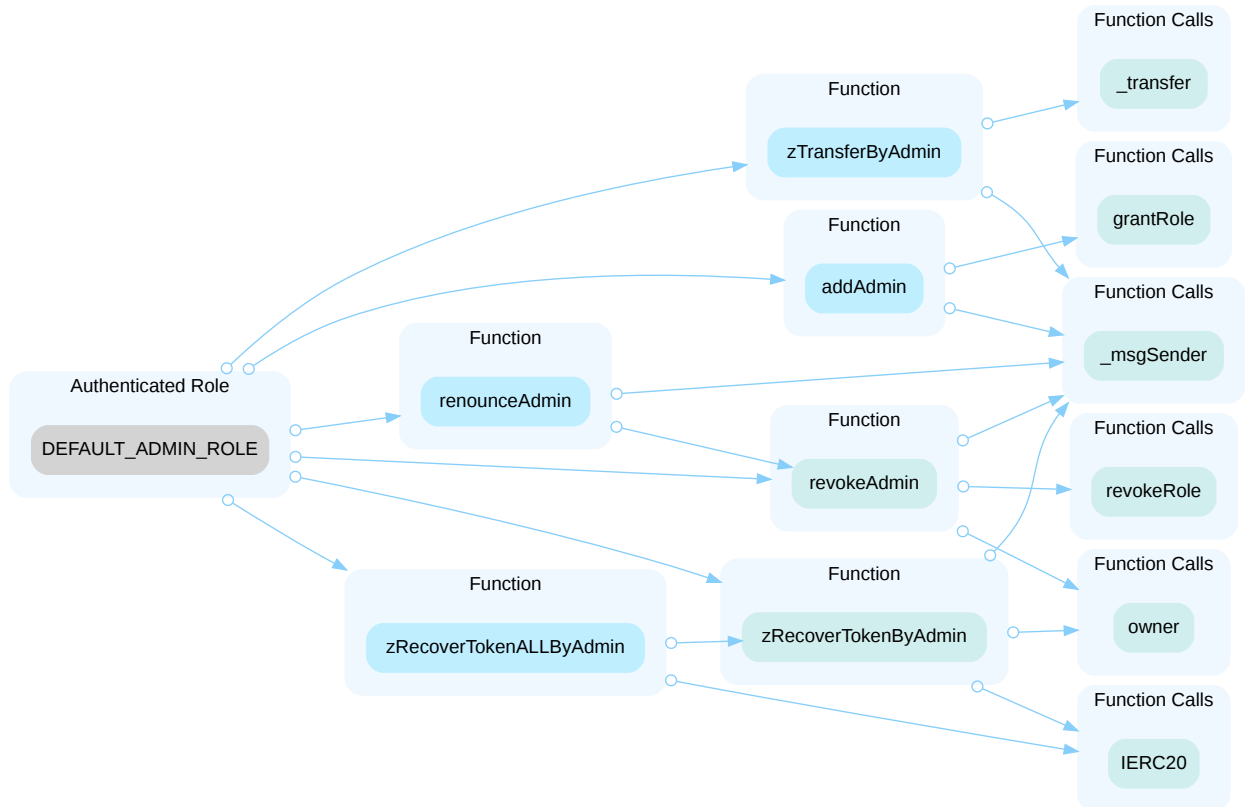 Function Calls
_transfer
Function
zTransferByAdmin
Function Calls
grantRole
Function
addAdmin
Function Calls
_msgSender
Function
renounceAdmin
Authenticated Role
DEFAULT_ADMIN_ROLE
Function
revokeAdmin
Function Calls
revokeRole
Function Calls
owner
Function
zRecoverTokenALLByAdmin
Function
zRecoverTokenByAdmin
Function Calls
IERC20